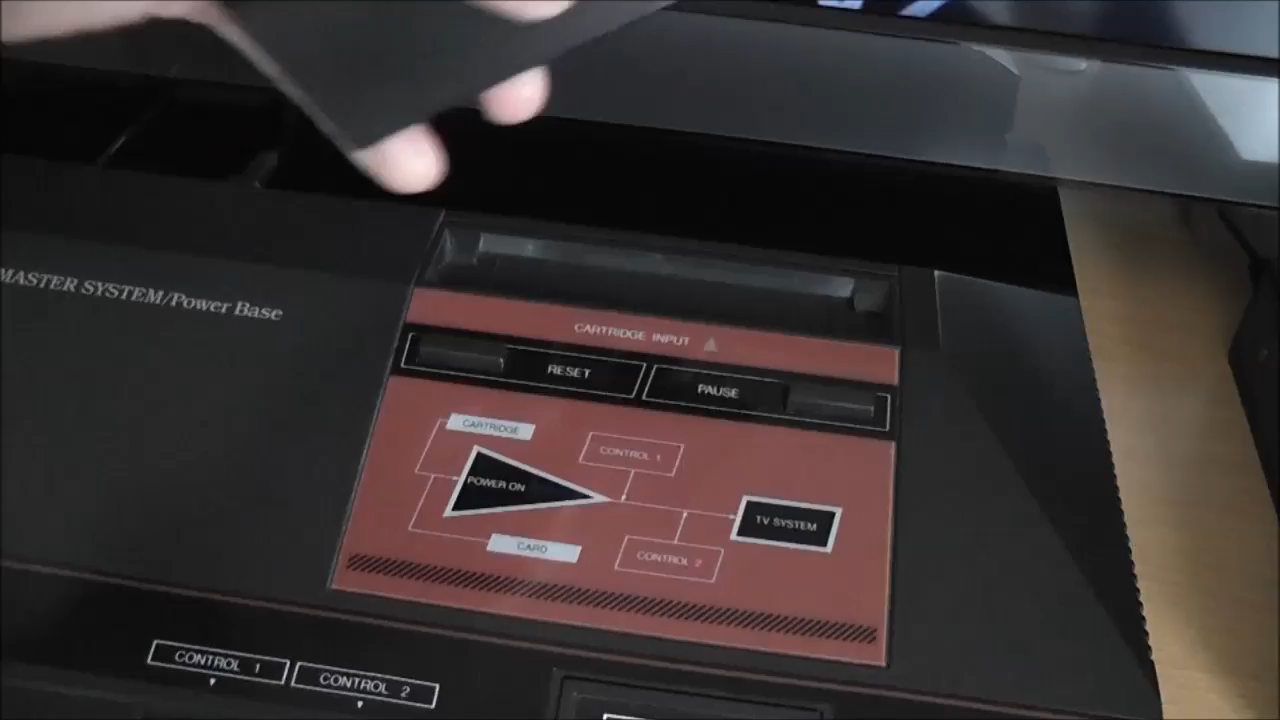 MASTER SYSTEM/Power Base
CARTRIDGE INPUT
RESET
PAUSE
CARTRIDGE
CONTROL 1
POWER ON
TV SYSTEM
CARD
CONTROL 2
CONTROL 1
CONTROL 2